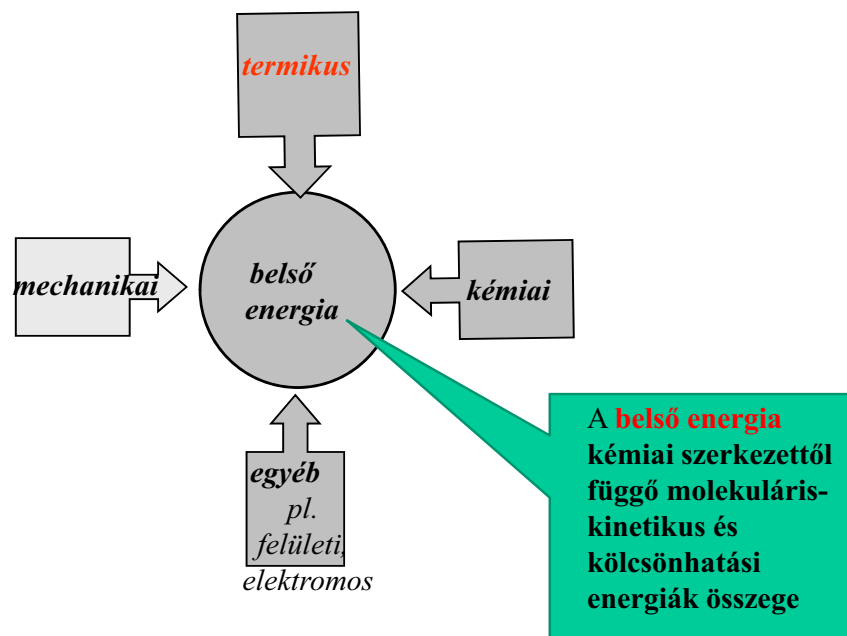 termikus
mechanikai
belső
energia
kémiai
egyéb
pl.
felületi,
elektromos
A belső energia
kémiai szerkezettől
függő molekuláris-
kinetikus és
kölcsönhatási
energiák összege